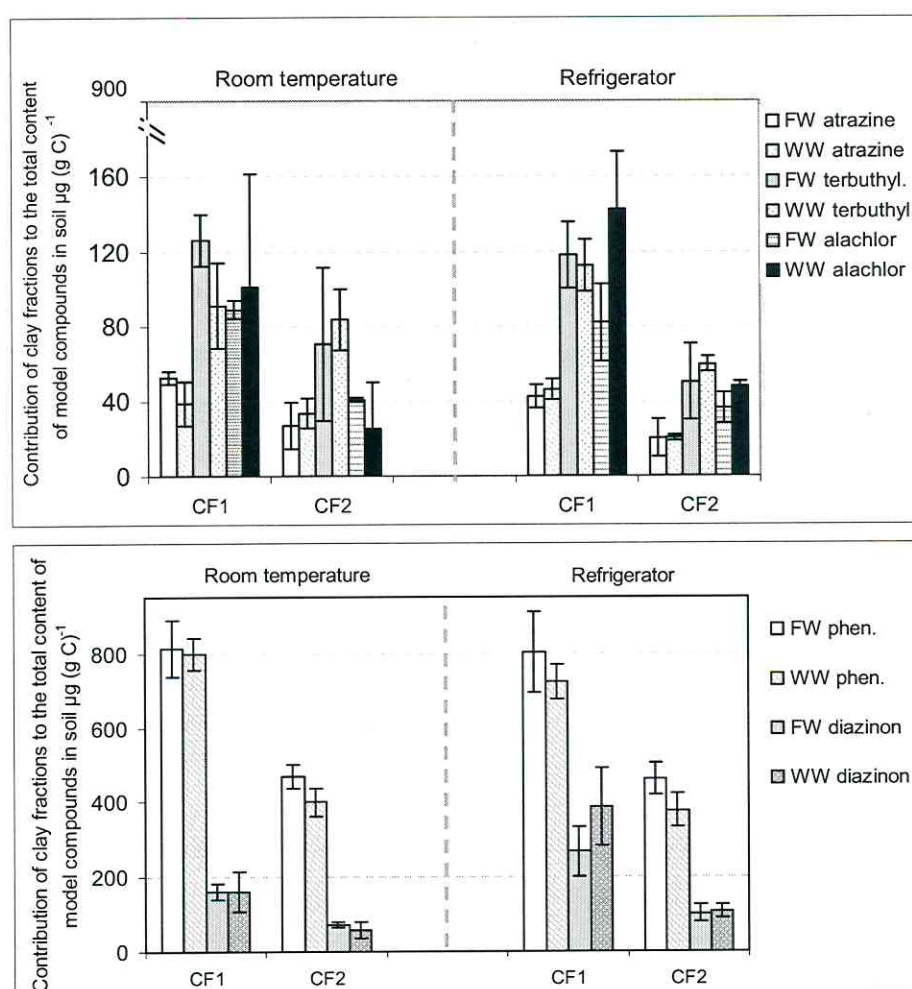 Contribution of clay fractions to the total content
of model compounds in soil µg (g C) -1
Room temperature
Refrigerator
900
160
120
80
40
0
CF1
CF2
CF1
CF2
FW atrazine
WW atrazine
FW terbuthyl.
WW terbuthyl
FW alachlor
WW alachlor
Contribution of clay fractions to the total content of
model compounds in soil µg (g C)-1
Room temperature
Refrigerator
800
600
400
200
0
CF1
CF2
CF1
CF2
FW phen.
WW phen.
FW diazinon
WW diazinon